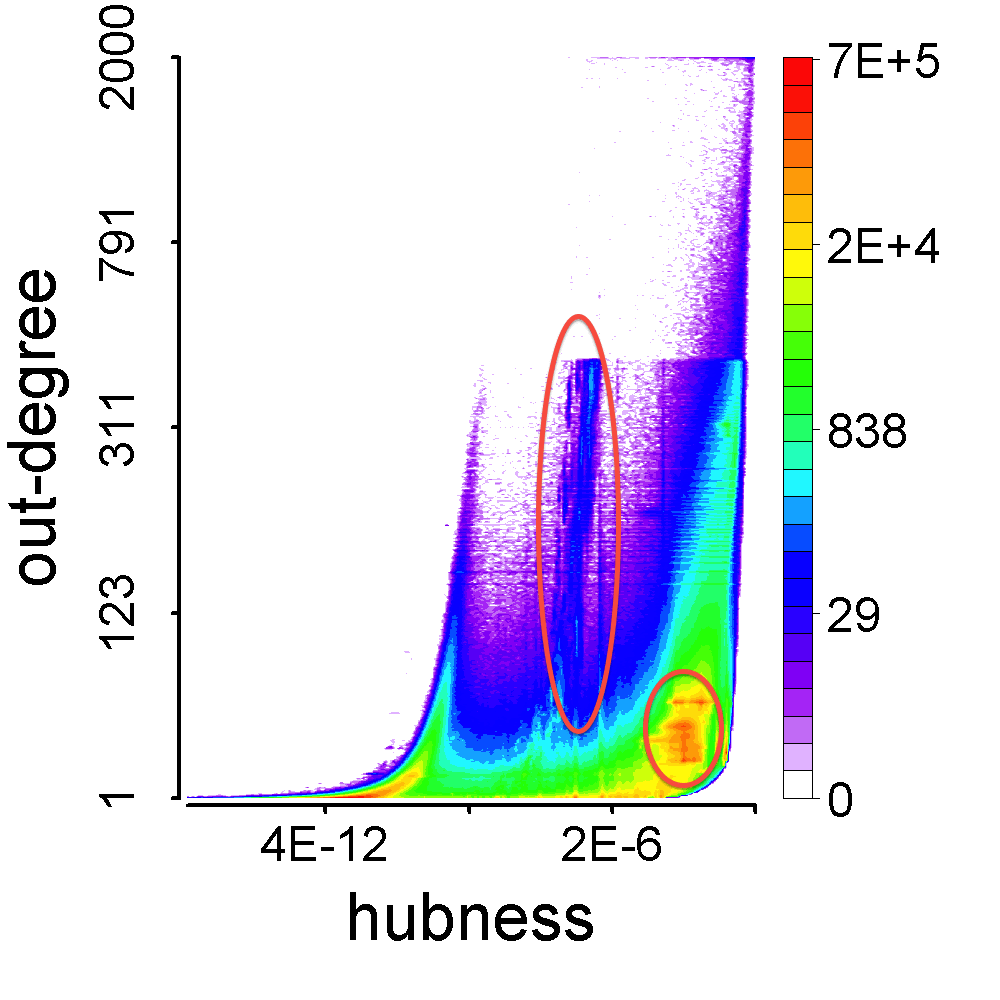 2000
791
311
123
1
out-degree
4E-12
2E-6
hubness
7E+5
2E+4
838
29
0